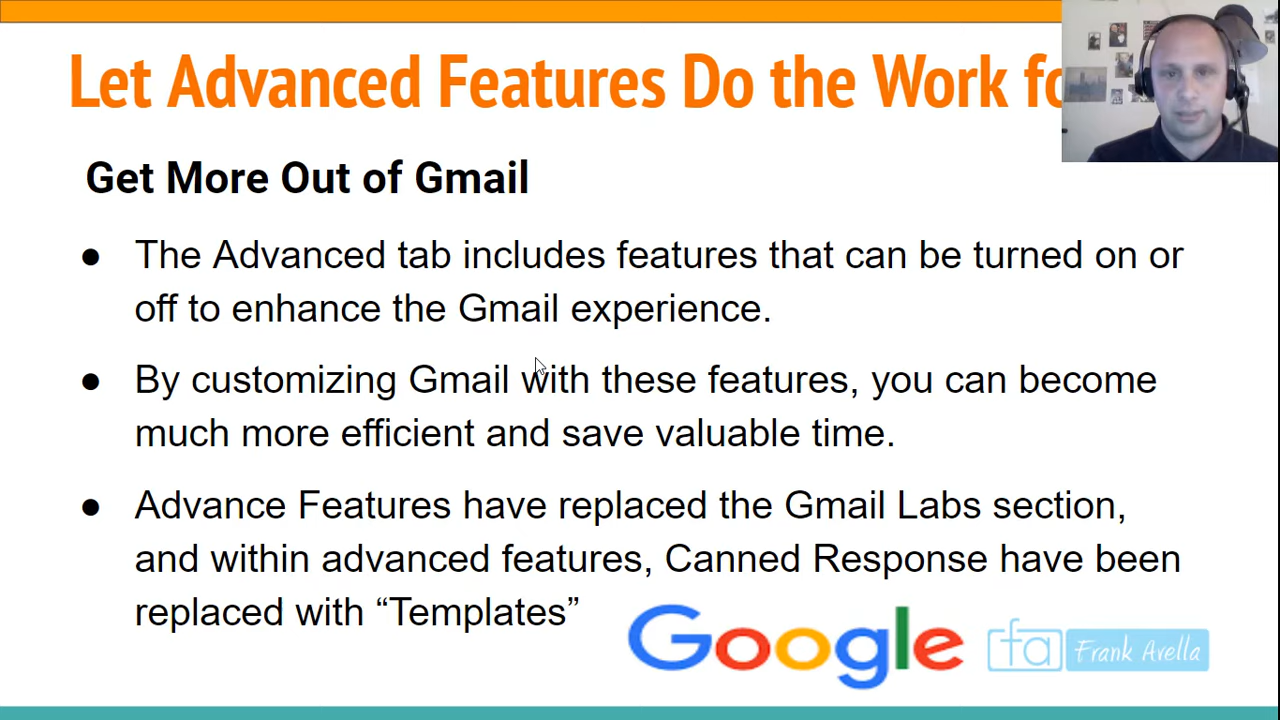 Let Advanced Features Do the Work
Get More Out of Gmail
● The Advanced tab includes features that can be turned on or
off to enhance the Gmail experience.
● By customizing Gmail with these features, you can become
much more efficient and save valuable time.
● Advance Features have replaced the Gmail Labs section,
and within advanced features, Canned Response have been
replaced with “Templates”
Google
fa Frank Avella